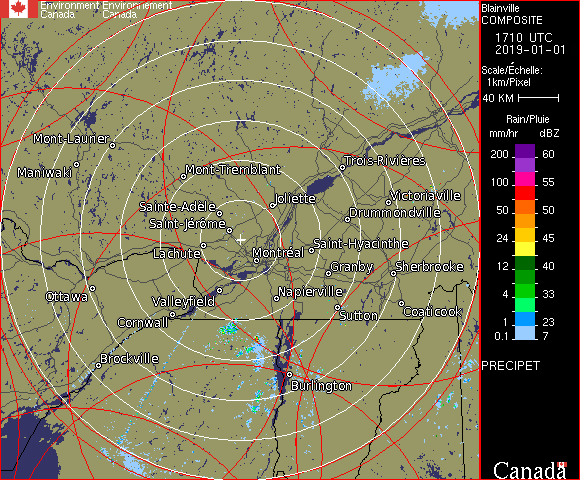 Environment Environnement
Canada Canada
Blainville
COMPOSITE
1710 UTC
2019-01-01
Scale/Échelle:
1km/Pixel
40 KM
Rain/Pluie
mm/hr dBZ
200 60
100 55
50 50
24 45
12 40
4 33
1 23
0.1 7
PRECIPET
Canada
Mont-Laurier
Maniwaki
Mont-Tremblant
Trois-Rivières
Sainte-Adèle
Joliette
Victoriaville
Saint-Jérôme
Drummondville
Lachute
Montréal
Saint-Hyacinthe
Granby
Sherbrooke
Ottawa
Valleyfield
Napierville
Cornwall
Sutton
Coaticook
Brockville
Burlington